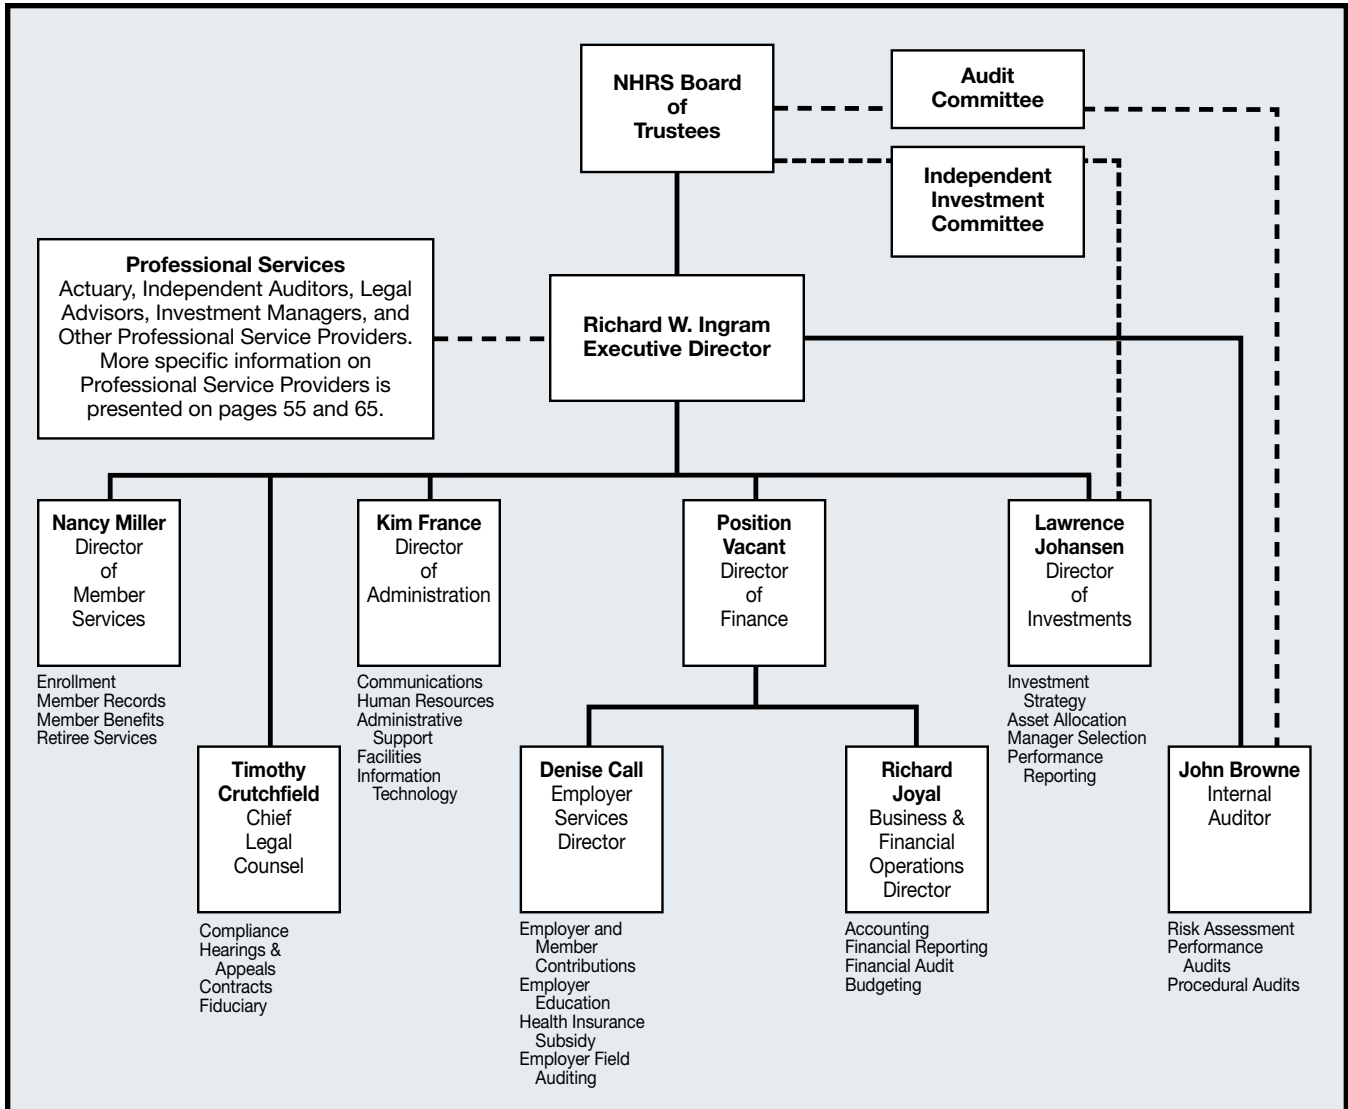 NHRS Board
of
Trustees
Audit
Committee
Independent
Investment
Committee
Professional Services
Actuary, Independent Auditors, Legal
Advisors, Investment Managers, and
Other Professional Service Providers.
More specific information on
Professional Service Providers is
presented on pages 55 and 65.
Richard W. Ingram
Executive Director
Nancy Miller
Director
of
Member
Services
Enrollment
Member Records
Member Benefits
Retiree Services
Timothy
Crutchfield
Chief
Legal
Counsel
Compliance
Hearings &
Appeals
Contracts
Fiduciary
Kim France
Director
of
Administration
Communications
Human Resources
Administrative
Support
Facilities
Information
Technology
Position
Vacant
Director
of
Finance
Denise Call
Employer
Services
Director
Employer and
Member
Contributions
Employer
Education
Health Insurance
Subsidy
Employer Field
Auditing
Richard
Joyal
Business &
Financial
Operations
Director
Accounting
Financial Reporting
Financial Audit
Budgeting
Lawrence
Johansen
Director
of
Investments
Investment
Strategy
Asset Allocation
Manager Selection
Performance
Reporting
John Browne
Internal
Auditor
Risk Assessment
Performance
Audits
Procedural Audits